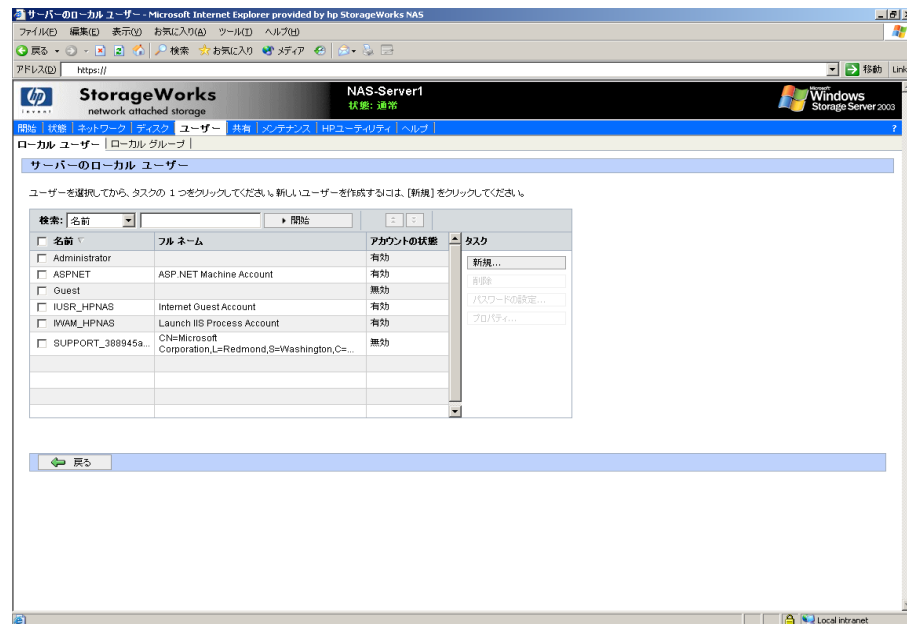 サーバーのローカル ユーザー - Microsoft Internet Explorer provided by hp StorageWorks NAS
ファイル(F) 編集(E) 表示(V) お気に入り(A) ツール(T) ヘルプ(H)
戻る 検索 お気に入り メディア
アドレス(D) https:// 移動 Link
hp invent StorageWorks NAS-Server1 Microsoft Windows
network attached storage 状態: 通常 Storage Server 2003
開始 | 状態 | ネットワーク | ディスク | ユーザー | 共有 | メンテナンス | HPユーティリティ | ヘルプ | ?
ローカル ユーザー | ローカル グループ |
サーバーのローカル ユーザー
ユーザーを選択してから、タスクの 1 つをクリックしてください。新しいユーザーを作成するには、[新規] をクリックしてください。
検索: 名前 開始
名前 フル ネーム アカウントの状態 タスク
Administrator 有効 新規...
ASPNET ASP.NET Machine Account 有効 削除
Guest 無効 パスワードの設定...
IUSR_HPNAS Internet Guest Account 有効 プロパティ...
IWAM_HPNAS Launch IIS Process Account 有効
SUPPORT_388945a... CN=Microsoft Corporation,L=Redmond,S=Washington,C=... 無効
戻る
Local intranet